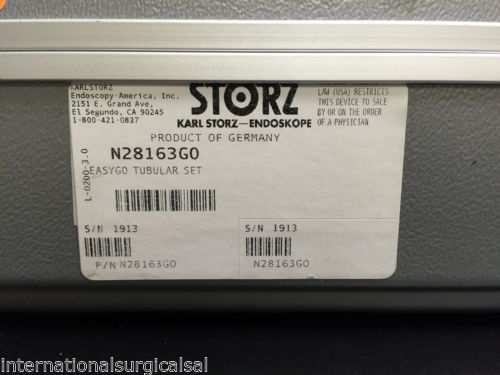 KARL STORZ
Endoscopy-America, Inc.
2151 E. Grand Ave,
El Segundo, CA 90245
1-800-421-0837
STORZ
KARL STORZ—ENDOSKOPE
LAW (USA) RESTRICTS
THIS DEVICE TO SALE
BY OR ON THE ORDER
OF A PHYSICIAN
PRODUCT OF GERMANY
N28163GO
EASYGO TUBULAR SET
L-0200-3.0
S/N 1913
P/N N28163GO
S/N 1913
N28163GO
internationalsurgicalsal